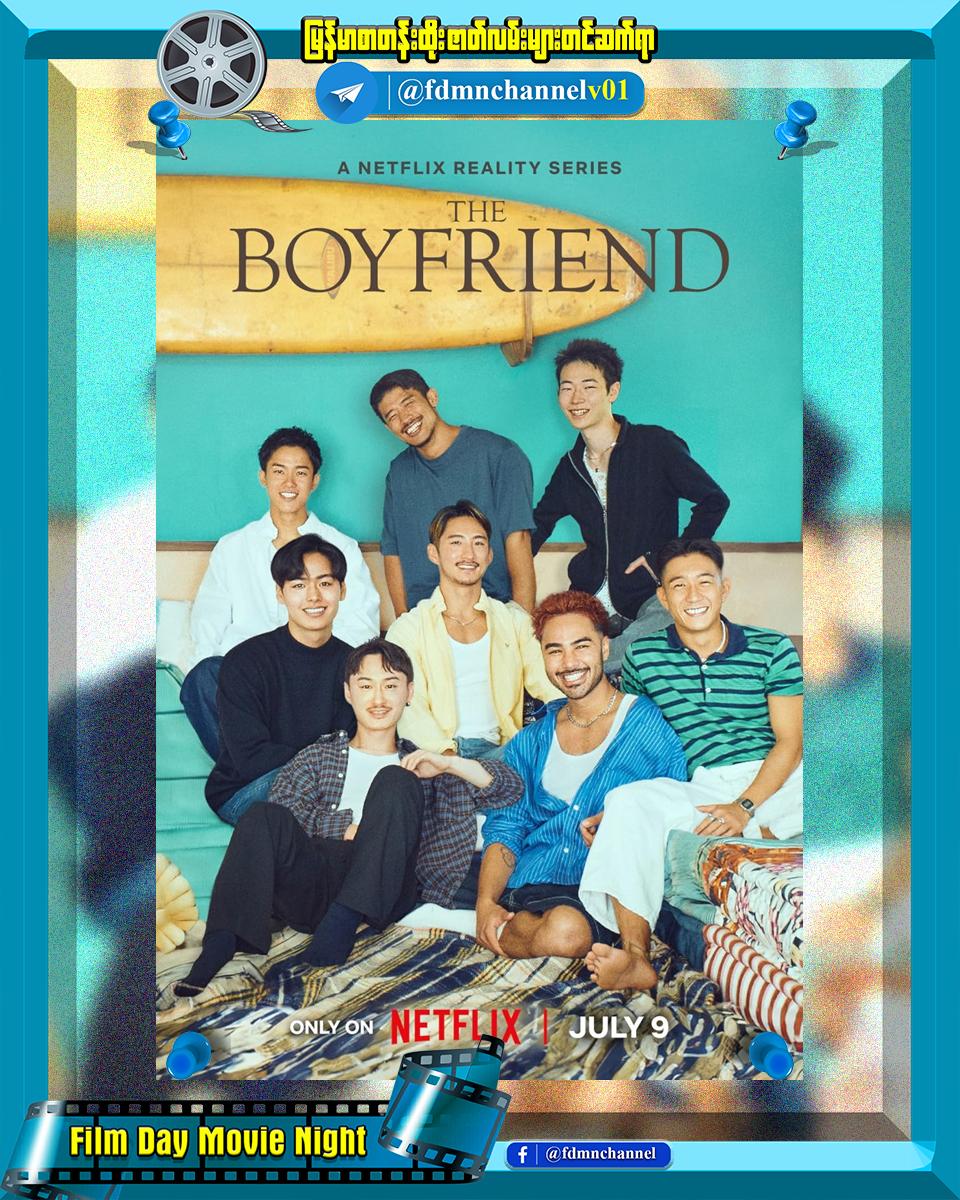 မြန်မာစာတန်းထိုးဇာတ်လမ်းများတင်ဆက်ရာ
@fdmnchannelv01
A NETFLIX REALITY SERIES
THE
BOYFRIEND
ONLY ON NETFLIX | JULY 9
Film Day Movie Night
f | @fdmnchannel